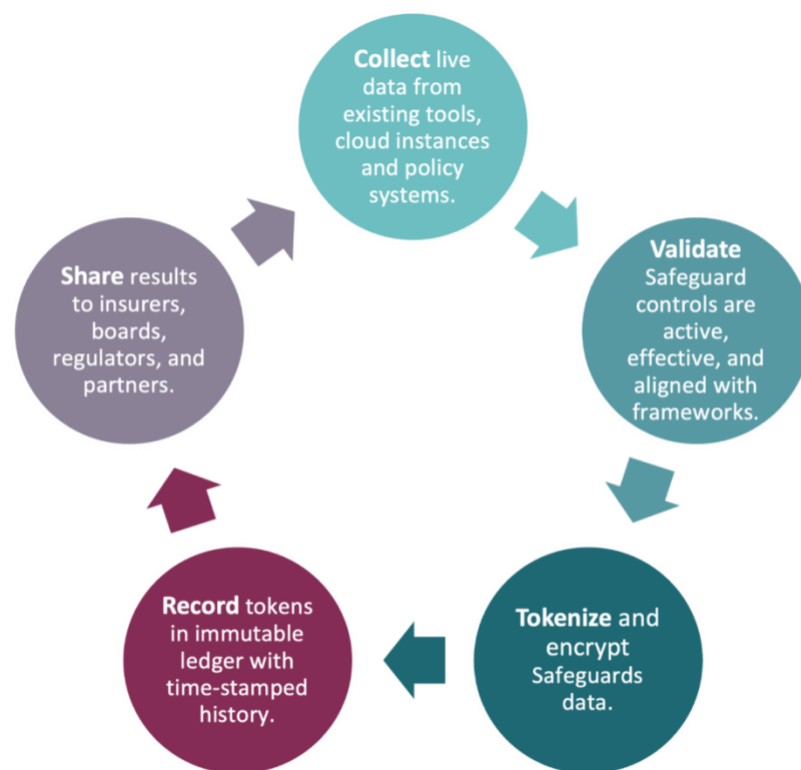 Collect live
data from
existing tools,
cloud instances
and policy
systems.
Validate
Safeguard
controls are
active,
effective, and
aligned with
frameworks.
Tokenize and
encrypt
Safeguards
data.
Record tokens
in immutable
ledger with
time-stamped
history.
Share results
to insurers,
boards,
regulators, and
partners.